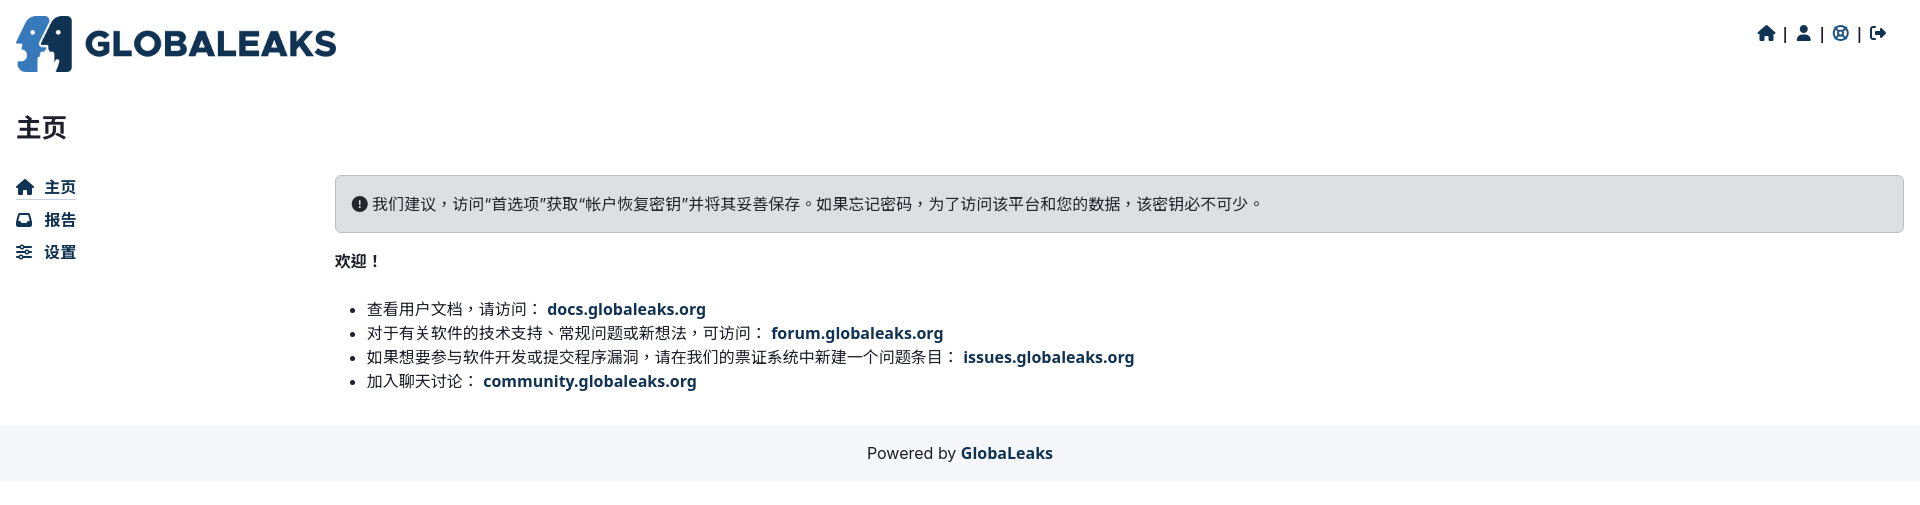 GLOBALEAKS
| | |
主页
主页
报告
设置
我们建议，访问“首选项”获取“帐户恢复密钥”并将其妥善保存。如果忘记密码，为了访问该平台和您的数据，该密钥必不可少。
欢迎！
查看用户文档，请访问： docs.globaleaks.org
对于有关软件的技术支持、常规问题或新想法，可访问： forum.globaleaks.org
如果想要参与软件开发或提交程序漏洞，请在我们的票证系统中新建一个问题条目： issues.globaleaks.org
加入聊天讨论： community.globaleaks.org
Powered by GlobaLeaks